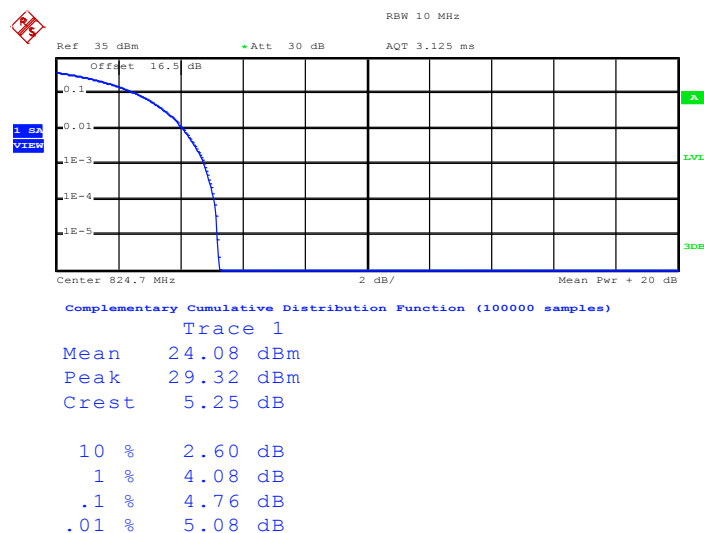 RBW 10 MHz
R&S
Ref 35 dBm * Att 30 dB AQT 3.125 ms
Offset 16.5 dB
0.1
A
0.01
1 SA
VIEW
1E-3
LVL
1E-4
1E-5
3DB
Center 824.7 MHz 2 dB/ Mean Pwr + 20 dB
Complementary Cumulative Distribution Function (100000 samples)
Trace 1
Mean 24.08 dBm
Peak 29.32 dBm
Crest 5.25 dB
10 % 2.60 dB
1 % 4.08 dB
.1 % 4.76 dB
.01 % 5.08 dB